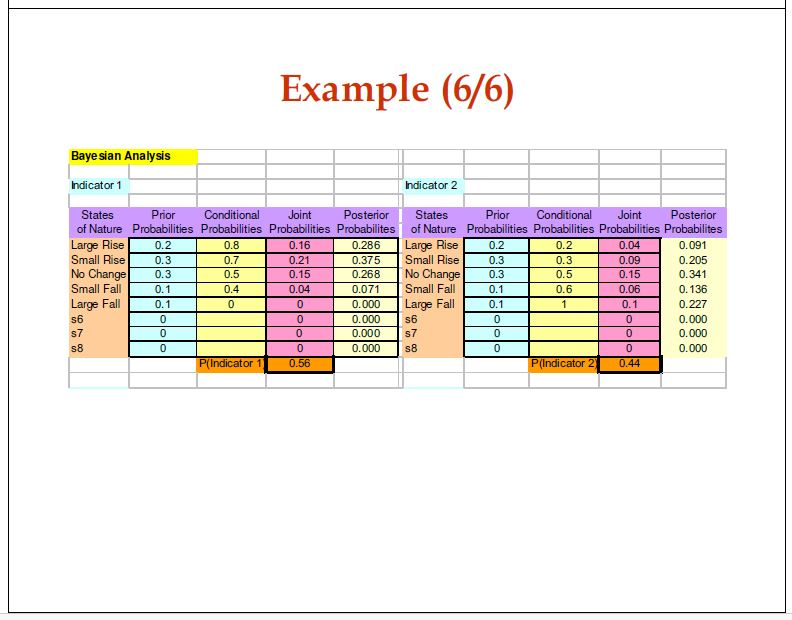 Example (6/6)
Bayesian Analysis
Indicator 1 Indicator 2
States Prior Conditional Joint Posterior States Prior Conditional Joint Posterior
of Nature Probabilities Probabilities Probabilities Probabilites of Nature Probabilities Probabilities Probabilities Probabilites
Large Rise 0.2 0.8 0.16 0.286 Large Rise 0.2 0.2 0.04 0.091
Small Rise 0.3 0.7 0.21 0.375 Small Rise 0.3 0.3 0.09 0.205
No Change 0.3 0.5 0.15 0.268 No Change 0.3 0.5 0.15 0.341
Small Fall 0.1 0.4 0.04 0.071 Small Fall 0.1 0.6 0.06 0.136
Large Fall 0.1 0 0 0.000 Large Fall 0.1 1 0.1 0.227
s6 0 0 0.000 s6 0 0 0.000
s7 0 0 0.000 s7 0 0 0.000
s8 0 0 0.000 s8 0 0 0.000
P(Indicator 1) 0.56 P(Indicator 2) 0.44